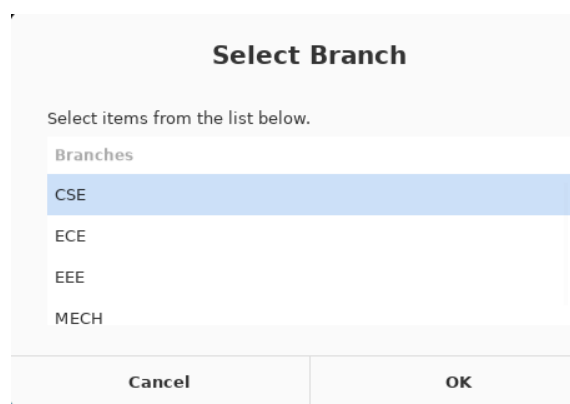 Select Branch
Select items from the list below.
Branches
CSE
ECE
EEE
MECH
Cancel OK